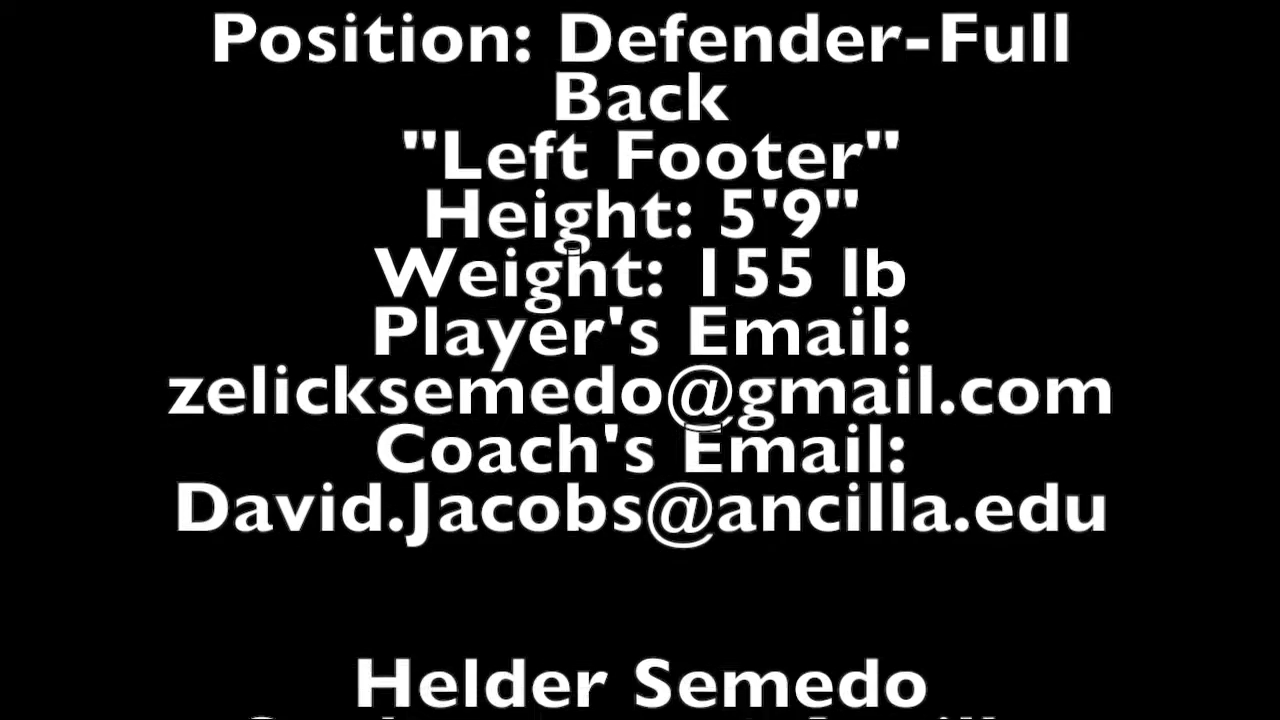 Position: Defender-Full
Back
"Left Footer"
Height: 5'9"
Weight: 155 lb
Player's Email:
zelicksemedo@gmail.com
Coach's Email:
David.Jacobs@ancilla.edu
Helder Semedo